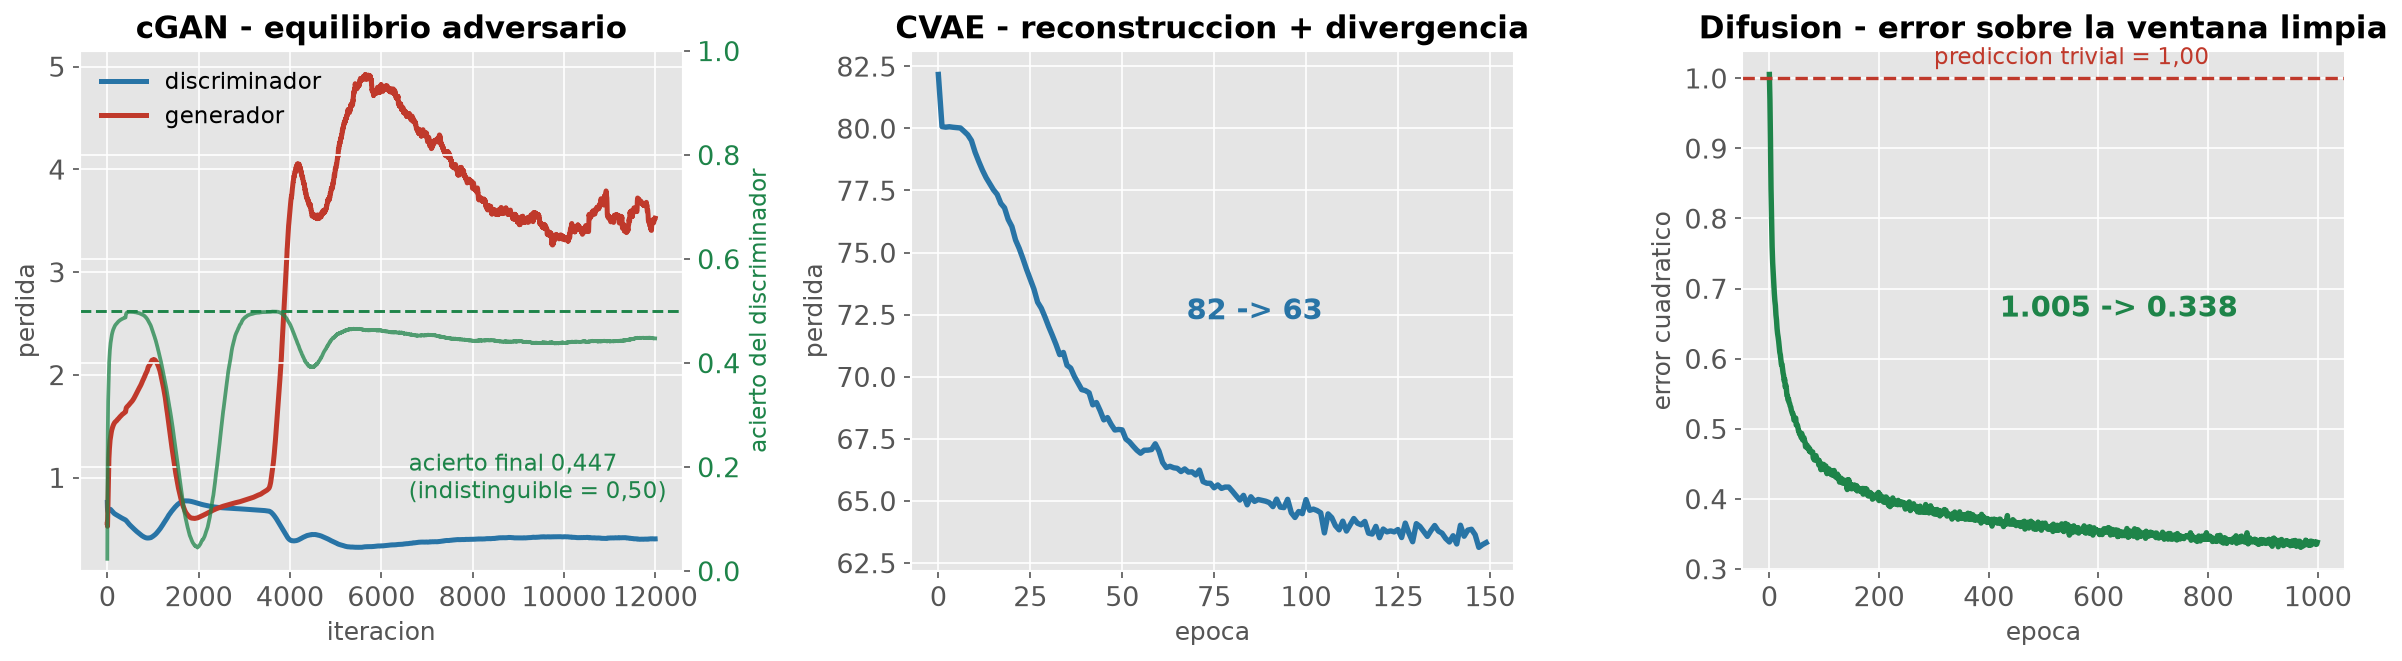 cGAN - equilibrio adversario
discriminador
generador
5
4
3
2
1
perdida
1.0
0.8
0.6
0.4
0.2
0.0
acierto del discriminador
acierto final 0,447
(indistinguible = 0,50)
0 2000 4000 6000 8000 10000 12000
iteracion
CVAE - reconstruccion + divergencia
82.5
80.0
77.5
75.0
72.5
70.0
67.5
65.0
62.5
perdida
82 -> 63
0 25 50 75 100 125 150
epoca
Difusion - error sobre la ventana limpia
prediccion trivial = 1,00
1.0
0.9
0.8
0.7
0.6
0.5
0.4
0.3
error cuadratico
1.005 -> 0.338
0 200 400 600 800 1000
epoca